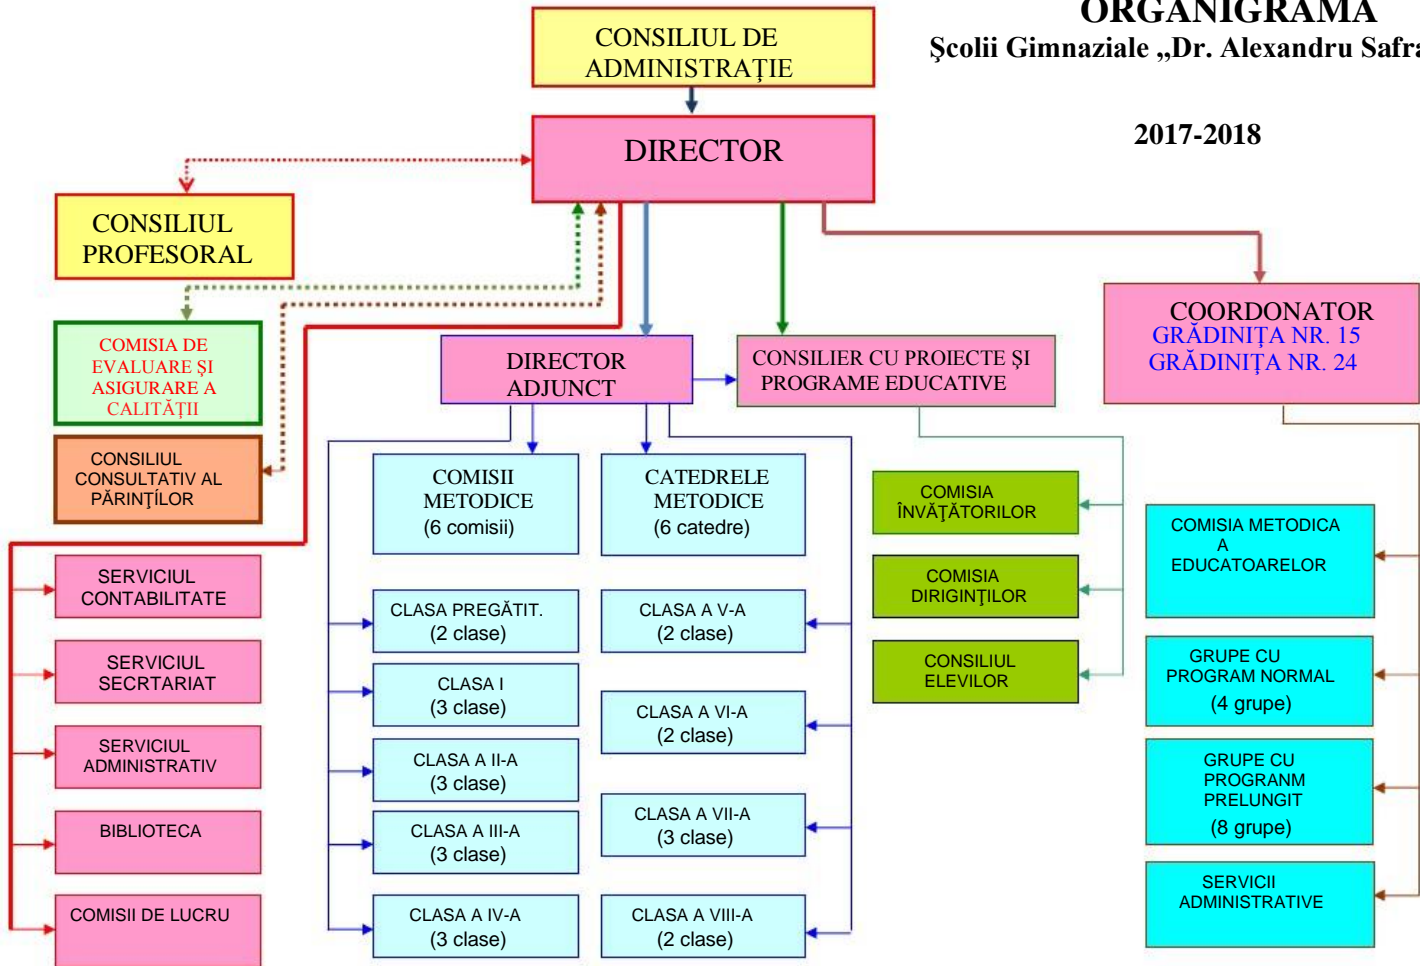 ORGANIGRAMA
Şcolii Gimnaziale „Dr. Alexandru Safra
2017-2018
CONSILIUL DE
ADMINISTRAŢIE
DIRECTOR
CONSILIUL
PROFESORAL
COMISIA DE
EVALUARE ŞI
ASIGURARE A
CALITĂŢII
CONSILIUL
CONSULTATIV AL
PĂRINŢILOR
DIRECTOR
ADJUNCT
CONSILIER CU PROIECTE ŞI
PROGRAME EDUCATIVE
COORDONATOR
GRĂDINIŢA NR. 15
GRĂDINIŢA NR. 24
SERVICIUL
CONTABILITATE
SERVICIUL
SECRTARIAT
SERVICIUL
ADMINISTRATIV
BIBLIOTECA
COMISII DE LUCRU
COMISII
METODICE
(6 comisii)
CLASA PREGĂTIT.
(2 clase)
CLASA I
(3 clase)
CLASA A II-A
(3 clase)
CLASA A III-A
(3 clase)
CLASA A IV-A
(3 clase)
CATEDRELE
METODICE
(6 catedre)
CLASA A V-A
(2 clase)
CLASA A VI-A
(2 clase)
CLASA A VII-A
(3 clase)
CLASA A VIII-A
(2 clase)
COMISIA
ÎNVĂŢĂTORILOR
COMISIA
DIRIGINŢILOR
CONSILIUL
ELEVILOR
COMISIA METODICA
A
EDUCATOARELOR
GRUPE CU
PROGRAM NORMAL
(4 grupe)
GRUPE CU
PROGRANM
PRELUNGIT
(8 grupe)
SERVICII
ADMINISTRATIVE